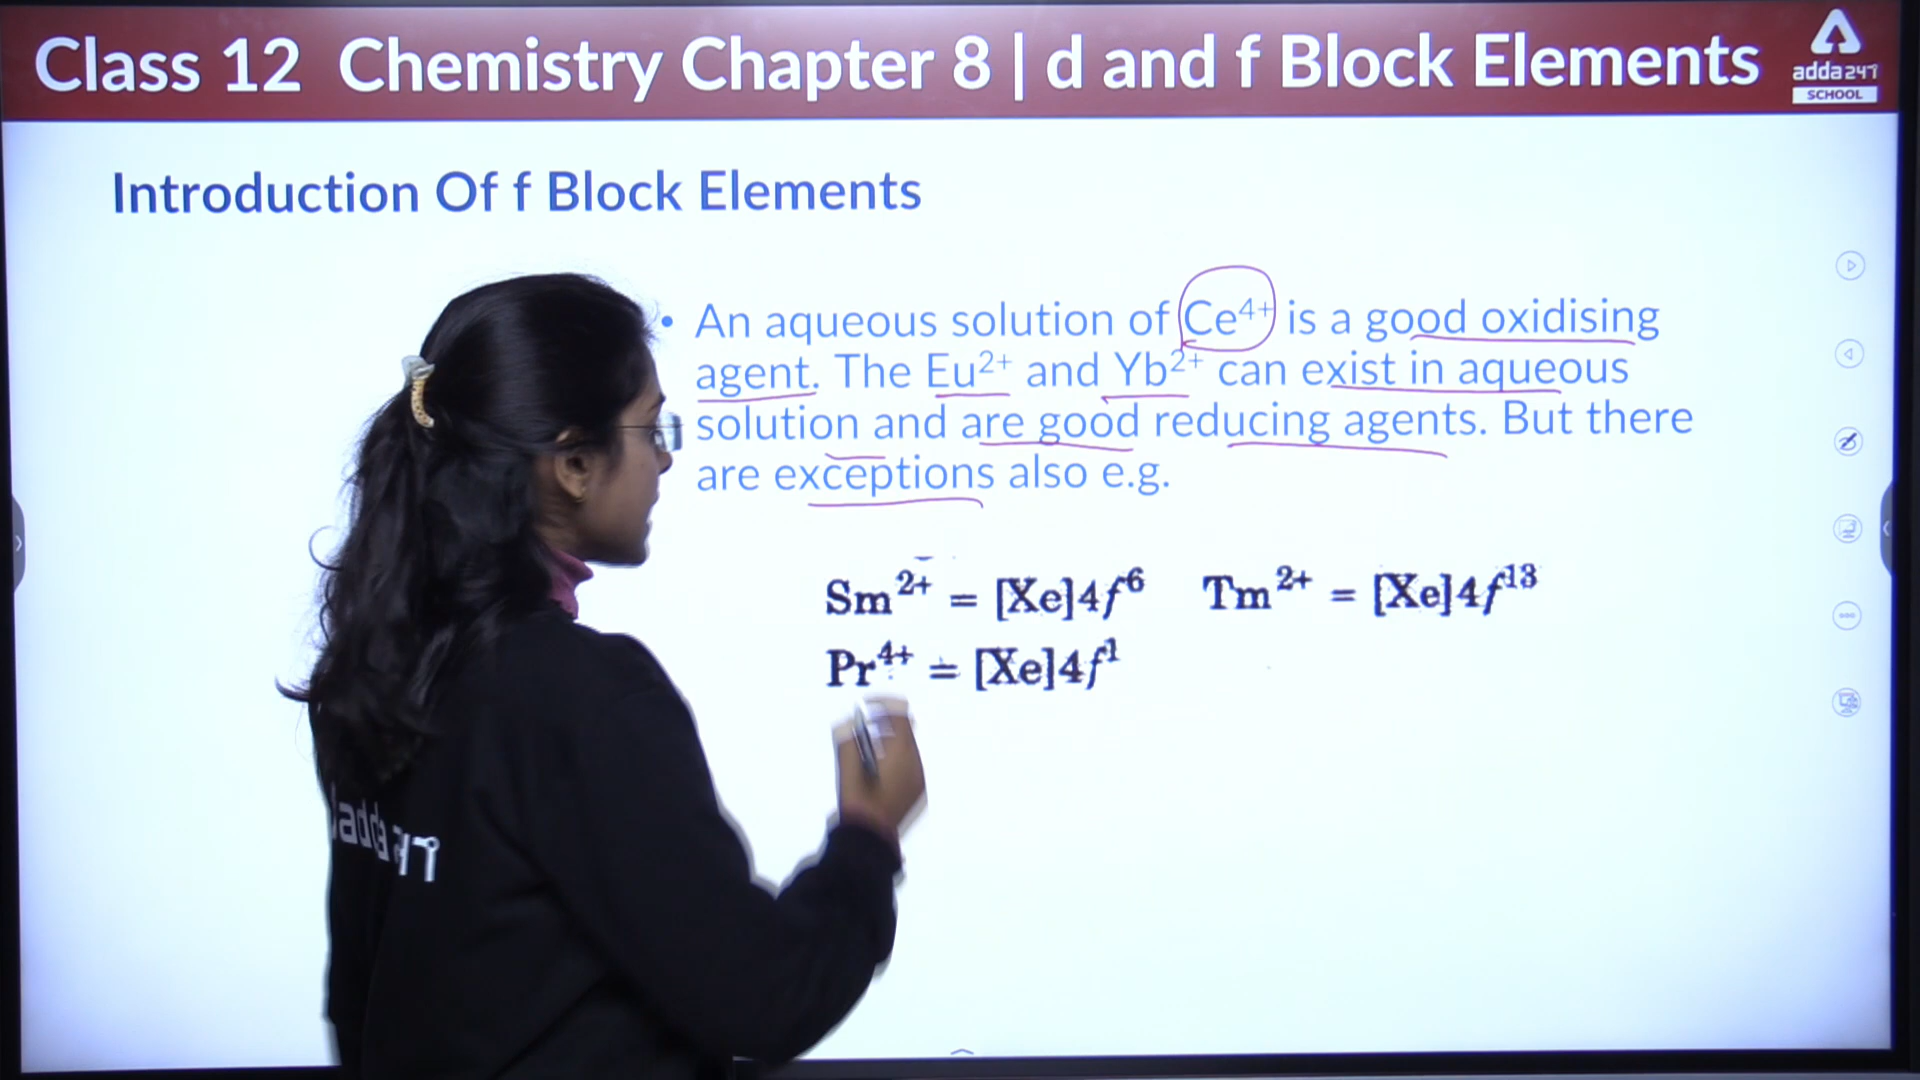 Class 12 Chemistry Chapter 8 | d and f Block Elements
adda247
SCHOOL
Introduction Of f Block Elements
• An aqueous solution of Ce⁴⁺ is a good oxidising
agent. The Eu²⁺ and Yb²⁺ can exist in aqueous
solution and are good reducing agents. But there
are exceptions also e.g.
Sm²⁺ = [Xe]4f⁶ Tm²⁺ = [Xe]4f¹³
Pr⁴⁺ = [Xe]4f¹
adda247